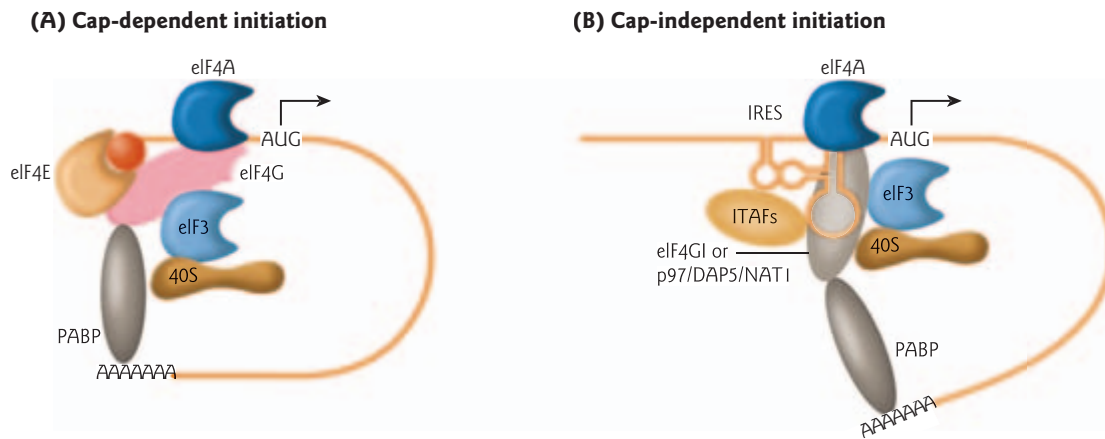 (A) Cap-dependent initiation
eIF4A
AUG
eIF4E
eIF4G
eIF3
40S
PABP
AAAAAAA
(B) Cap-independent initiation
eIF4A
IRES
AUG
eIF3
ITAFs
40S
eIF4GI or
p97/DAP5/NAT1
PABP
AAAAAAA